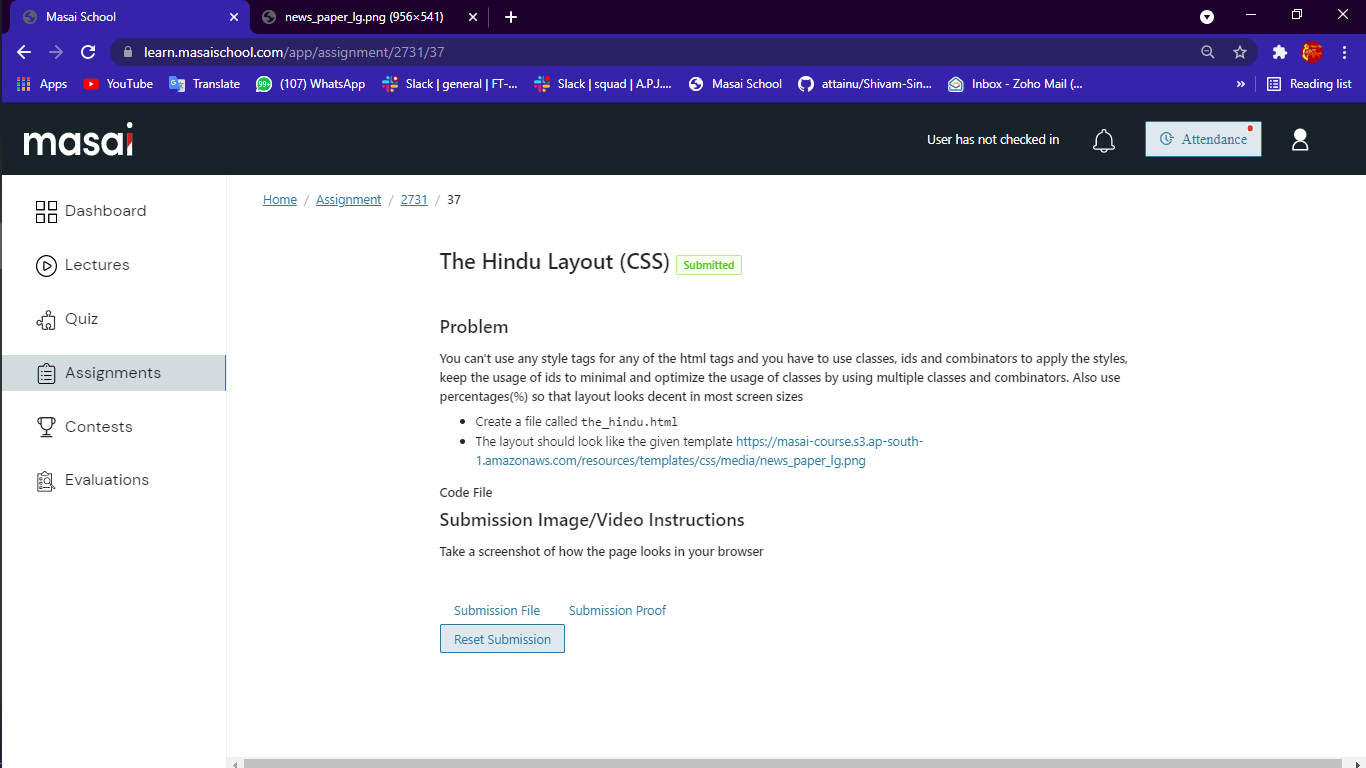 Masai School
news_paper_lg.png (956×541)
learn.masaischool.com/app/assignment/2731/37
Apps
YouTube
Translate
99+
(107) WhatsApp
Slack | general | FT-...
Slack | squad | A.P.J....
Masai School
attainu/Shivam-Sin...
Inbox - Zoho Mail (...
»
Reading list
masai
User has not checked in
Attendance
Dashboard
Lectures
Quiz
Assignments
Contests
Evaluations
Home / Assignment / 2731 / 37
The Hindu Layout (CSS) Submitted
Problem
You can't use any style tags for any of the html tags and you have to use classes, ids and combinators to apply the styles,
keep the usage of ids to minimal and optimize the usage of classes by using multiple classes and combinators. Also use
percentages(%) so that layout looks decent in most screen sizes
• Create a file called the_hindu.html
• The layout should look like the given template https://masai-course.s3.ap-south-
1.amazonaws.com/resources/templates/css/media/news_paper_lg.png
Code File
Submission Image/Video Instructions
Take a screenshot of how the page looks in your browser
Submission File
Submission Proof
Reset Submission